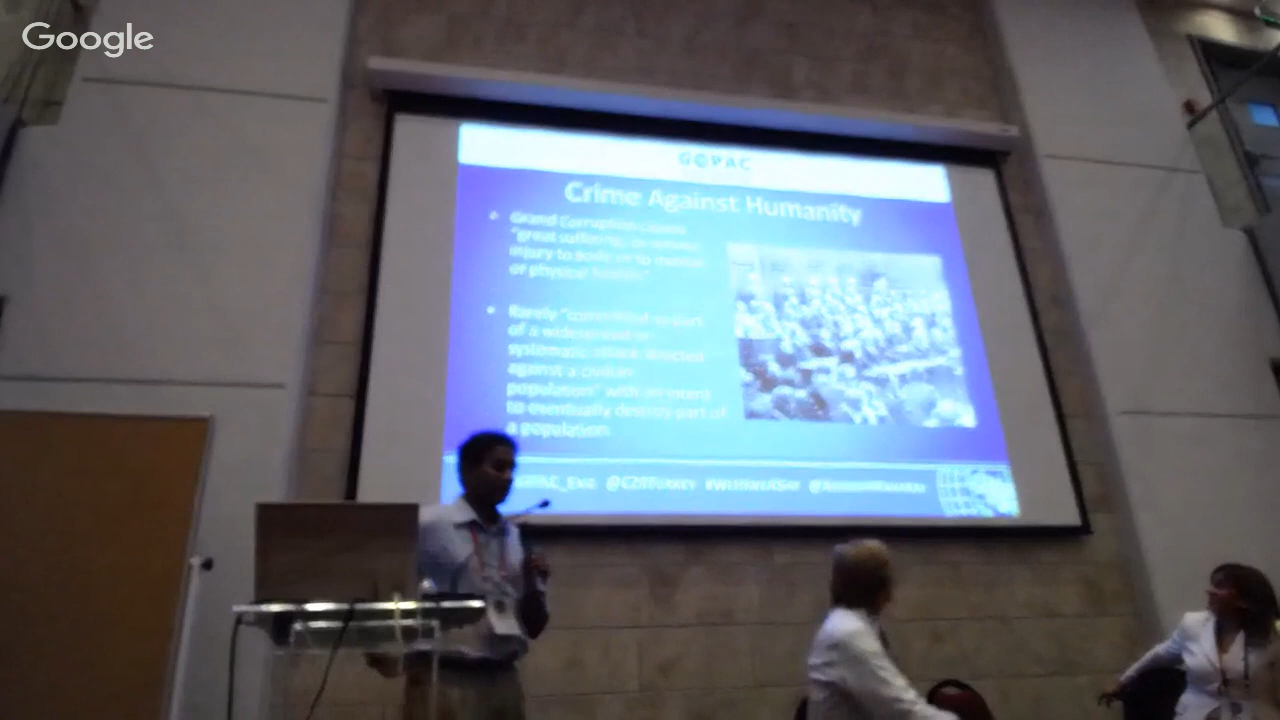 Google
GOPAC
Crime Against Humanity
• Grand Corruption causes
"great suffering, or serious
injury to body or to mental
or physical health"
• Rarely "committed as part
of a widespread or
systematic attack directed
against a civilian
population" with an intent
to eventually destroy part of
a population
@C20TURKEY